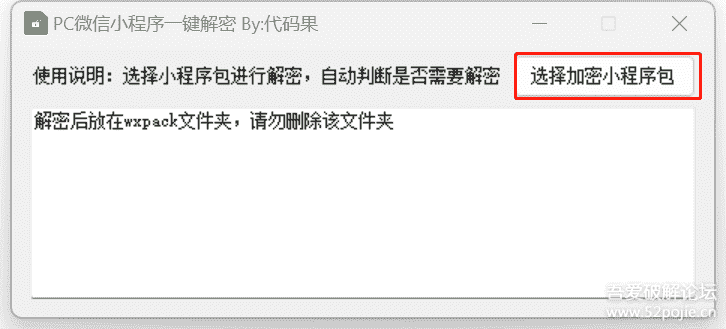 PC微信小程序一键解密 By:代码果
使用说明：选择小程序包进行解密，自动判断是否需要解密
选择加密小程序包
解密后放在wxpack文件夹，请勿删除该文件夹
吾爱破解论坛
www.52pojie.cn